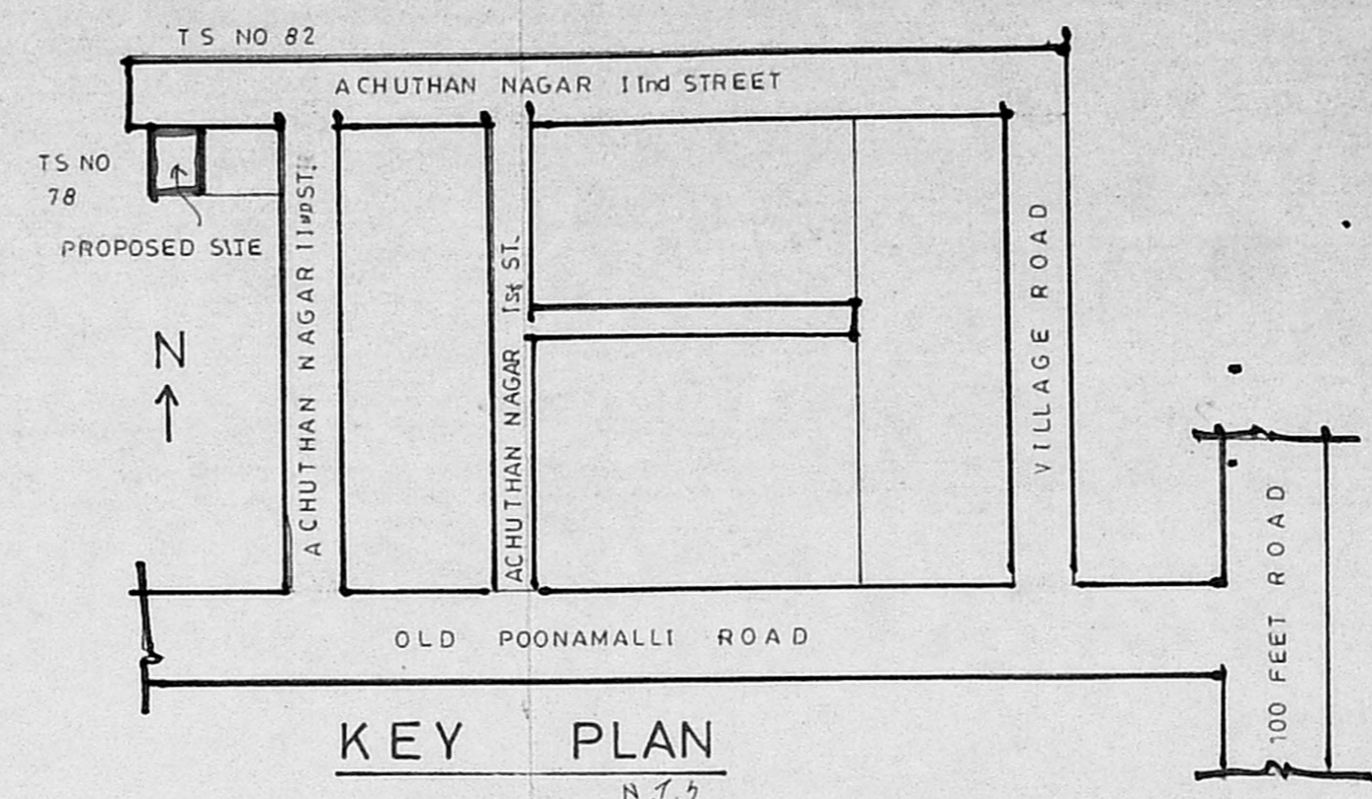 TS NO 82
ACHUTHAN NAGAR IInd STREET
TS NO
78
PROPOSED SITE
N
ACHUTHAN NAGAR IIND ST.
ACHUTHAN NAGAR Ist ST.
VILLAGE ROAD
100 FEET ROAD
OLD POONAMALLI ROAD
KEY PLAN
N.T.S